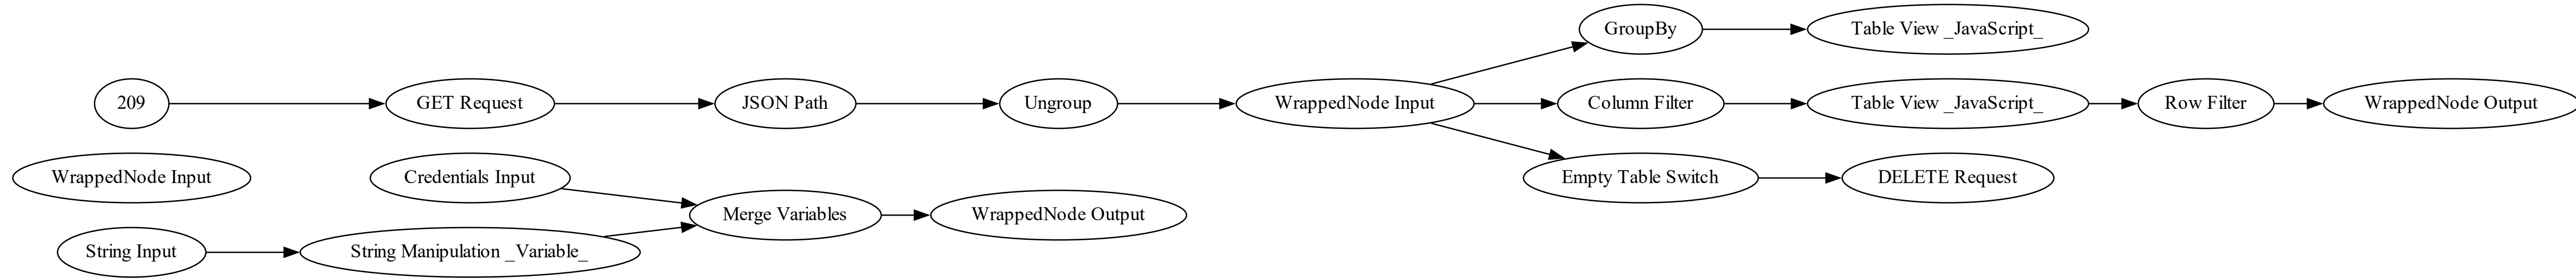 GroupBy
Table View _JavaScript_
209
GET Request
JSON Path
Ungroup
WrappedNode Input
Column Filter
Table View _JavaScript_
Row Filter
WrappedNode Output
WrappedNode Input
Credentials Input
Empty Table Switch
DELETE Request
Merge Variables
WrappedNode Output
String Input
String Manipulation _Variable_